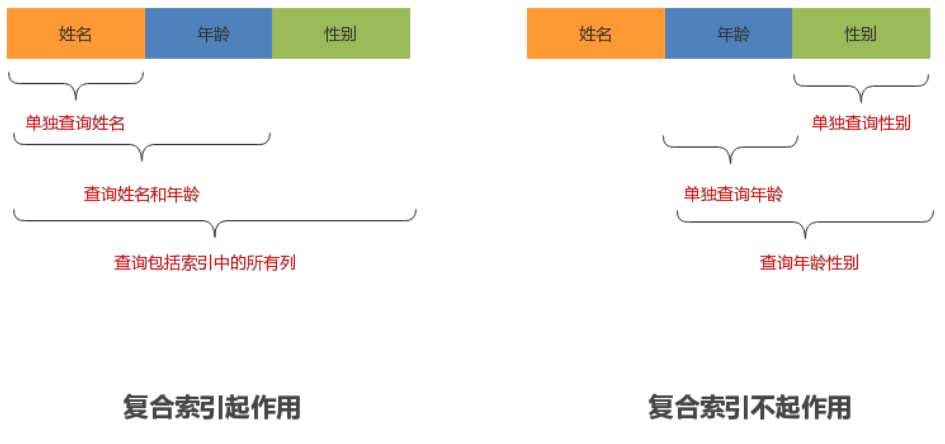 姓名 年龄 性别
单独查询姓名
查询姓名和年龄
查询包括索引中的所有列
复合索引起作用
姓名 年龄 性别
单独查询性别
单独查询年龄
查询年龄性别
复合索引不起作用